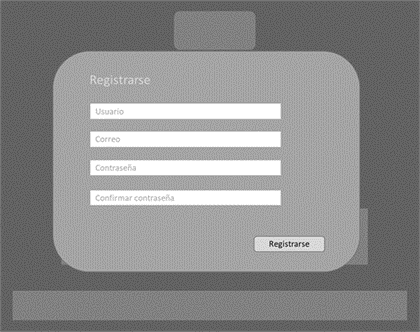 Registrarse
Usuario
Correo
Contraseña
Confirmar contraseña
Registrarse